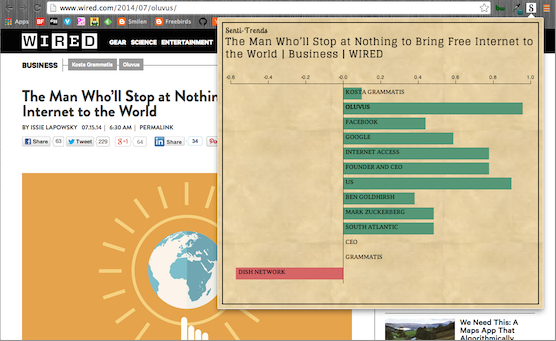 www.wired.com/2014/07/oluvus/
Apps
Freebirds
WIRED
GEAR SCIENCE ENTERTAINMENT
BUSINESS
Kosta Grammatis
Oluvus
The Man Who'll Stop at Nothin
Internet to the World
BY ISSIE LAPOWSKY 07.15.14 | 6:30 AM | PERMALINK
Share 63 Tweet 229 +1 64 Share 34 Pin
Senti-Trends
The Man Who'll Stop at Nothing to Bring Free Internet to
the World | Business | WIRED
-0.8 -0.6 -0.4 -0.2 -0.0 0.2 0.4 0.6 0.8 1.0
KOSTA GRAMMATIS
OLUVUS
FACEBOOK
GOOGLE
INTERNET ACCESS
FOUNDER AND CEO
US
BEN GOLDHIRSH
MARK ZUCKERBERG
SOUTH ATLANTIC
CEO
GRAMMATIS
DISH NETWORK
We Need This: A
Maps App That
Algorithmically